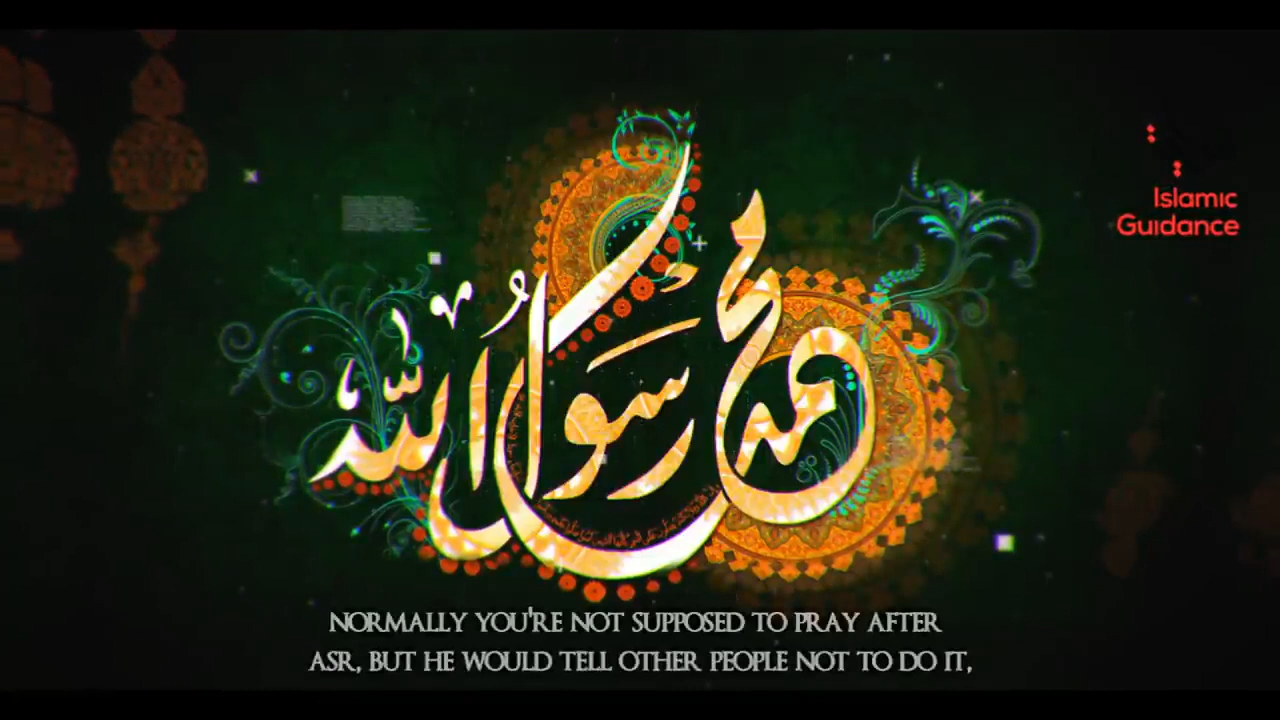 محمد رسول الله
Islamic
Guidance
NORMALLY YOU'RE NOT SUPPOSED TO PRAY AFTER
ASR, BUT HE WOULD TELL OTHER PEOPLE NOT TO DO IT,